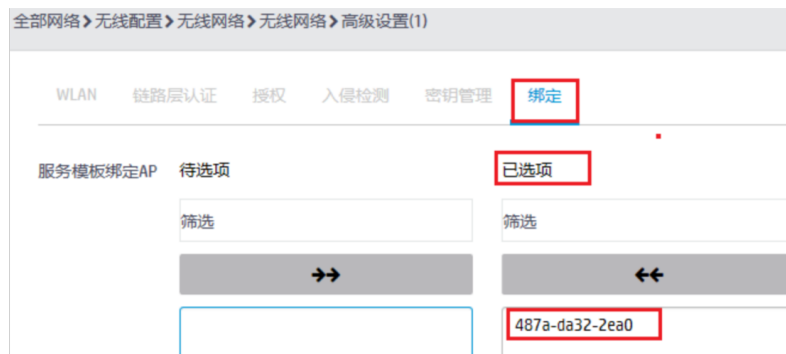 全部网络>无线配置>无线网络>无线网络>高级设置(1)
WLAN 链路层认证 授权 入侵检测 密钥管理 绑定
服务模板绑定AP 待选项 已选项
筛选 筛选
→→ ←←
487a-da32-2ea0